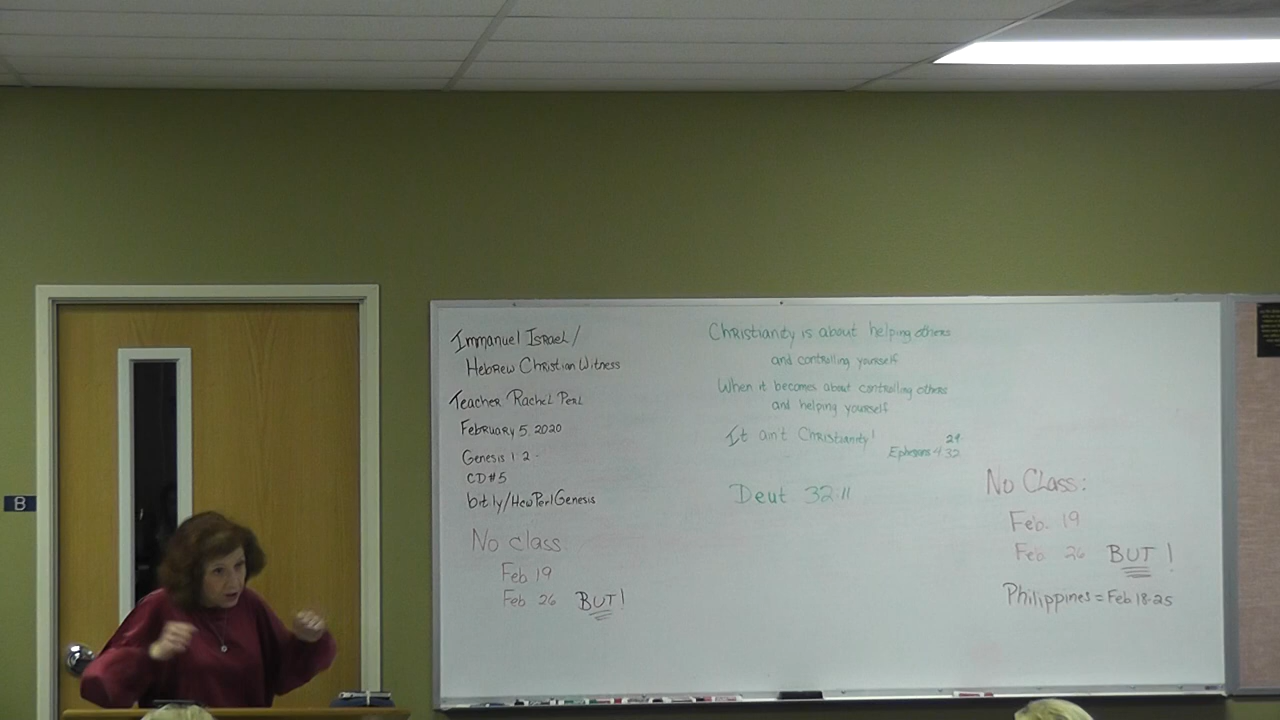 B
Immanuel Israel/
Hebrew Christian Witness
Teacher Rachel Perl
February 5, 2020
Genesis 1 2 -
CD#5
bit.ly/HcwPerlGenesis
No class
Feb 19
Feb 26 BUT!
Christianity is about helping others
and controlling yourself
When it becomes about controlling others
and helping yourself
It ain't Christianity!
Ephesians 4 29-32
Deut 32:11
No Class:
Feb. 19
Feb 26 BUT!
Philippines = Feb 18-25